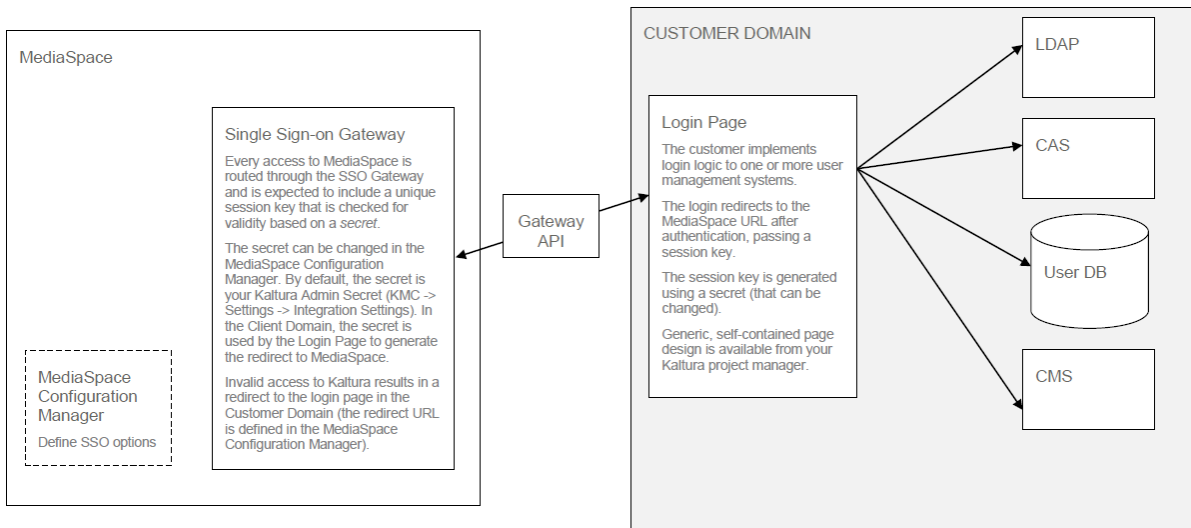 MediaSpace
Single Sign-on Gateway
Every access to MediaSpace is
routed through the SSO Gateway
and is expected to include a unique
session key that is checked for
validity based on a secret.
The secret can be changed in the
MediaSpace Configuration
Manager. By default, the secret is
your Kaltura Admin Secret (KMC ->
Settings -> Integration Settings). In
the Client Domain, the secret is
used by the Login Page to generate
the redirect to MediaSpace.
Invalid access to Kaltura results in a
redirect to the login page in the
Customer Domain (the redirect URL
is defined in the MediaSpace
Configuration Manager).
MediaSpace
Configuration
Manager
Define SSO options
Gateway
API
CUSTOMER DOMAIN
Login Page
The customer implements
login logic to one or more user
management systems.
The login redirects to the
MediaSpace URL after
authentication, passing a
session key.
The session key is generated
using a secret (that can be
changed).
Generic, self-contained page
design is available from your
Kaltura project manager.
LDAP
CAS
User DB
CMS